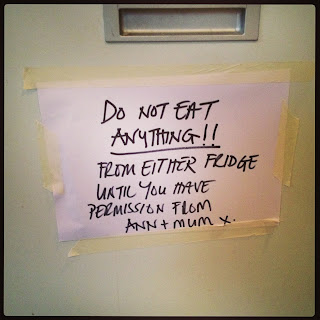 DO NOT EAT
ANYTHING!!
FROM EITHER FRIDGE
UNTIL YOU HAVE
PERMISSION FROM
ANN + MUM X.